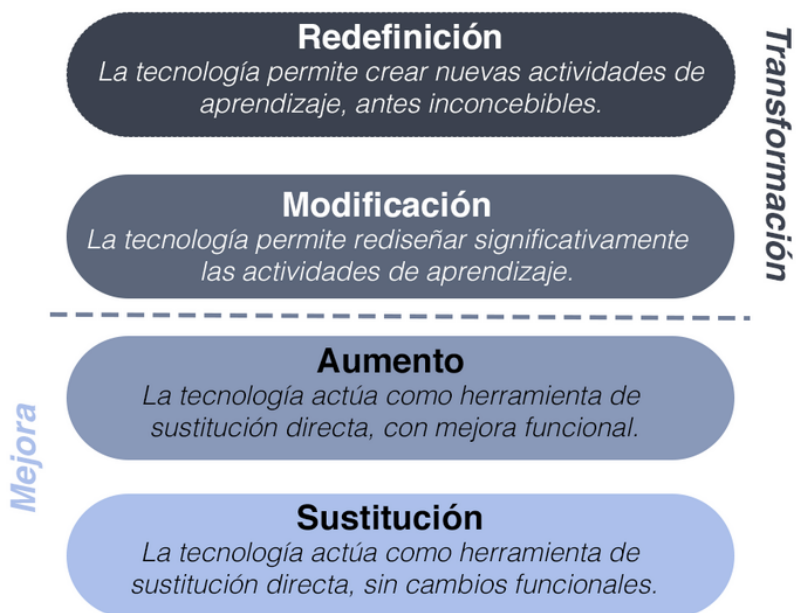 Redefinición
La tecnología permite crear nuevas actividades de
aprendizaje, antes inconcebibles.
Transformación
Modificación
La tecnología permite rediseñar significativamente
las actividades de aprendizaje.
Aumento
La tecnología actúa como herramienta de
sustitución directa, con mejora funcional.
Mejora
Sustitución
La tecnología actúa como herramienta de
sustitución directa, sin cambios funcionales.